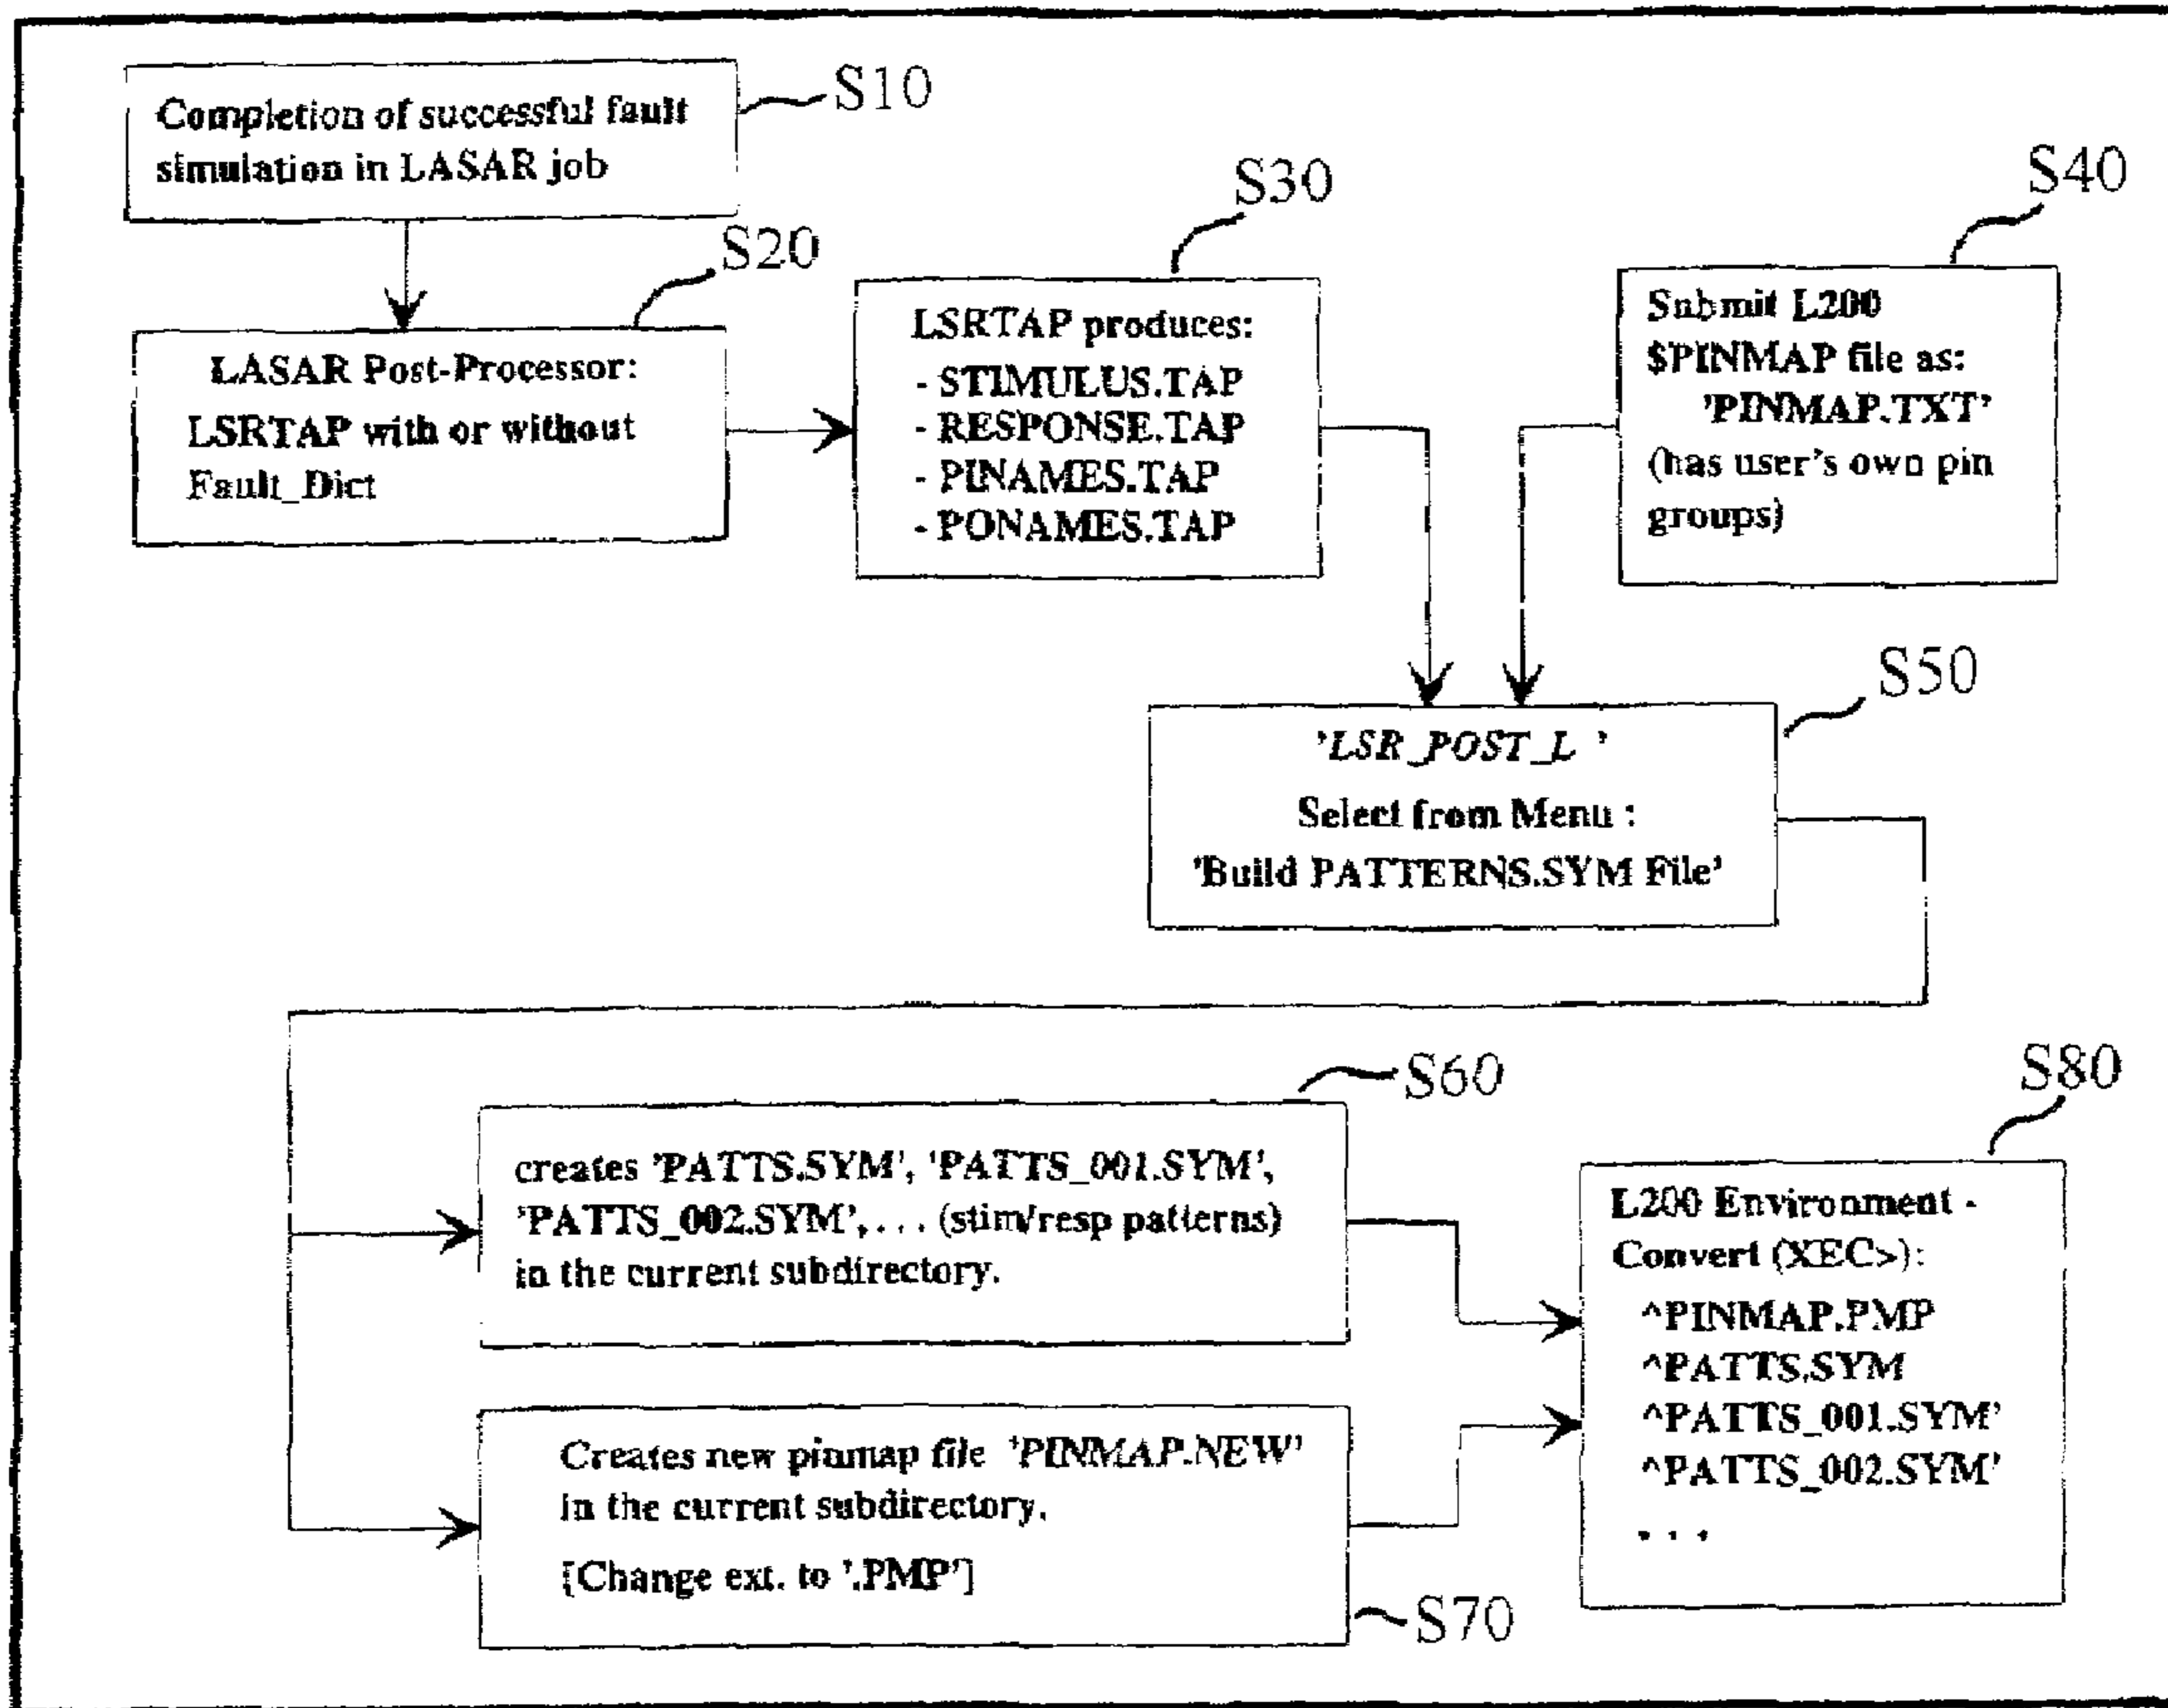 S10
Completion of successful fault
simulation in LASAR job
S20
LASAR Post-Processor:
LSRTAP with or without
Fault_Dict
S30
LSRTAP produces:
- STIMULUS.TAP
- RESPONSE.TAP
- PINAMES.TAP
- PONAMES.TAP
S40
Submit L200
$PINMAP file as:
'PINMAP.TXT'
(has user's own pin
groups)
S50
'LSR_POST_L '
Select from Menu :
'Build PATTERNS.SYM File'
S60
creates 'PATTS.SYM', 'PATTS_001.SYM',
'PATTS_002.SYM', . . . (stim/resp patterns)
in the current subdirectory.
Creates new pinmap file 'PINMAP.NEW'
in the current subdirectory.
[Change ext. to '.PMP']
S70
S80
L200 Environment -
Convert (XEC>):
^PINMAP.PMP
^PATTS.SYM
^PATTS_001.SYM'
^PATTS_002.SYM'
. . .